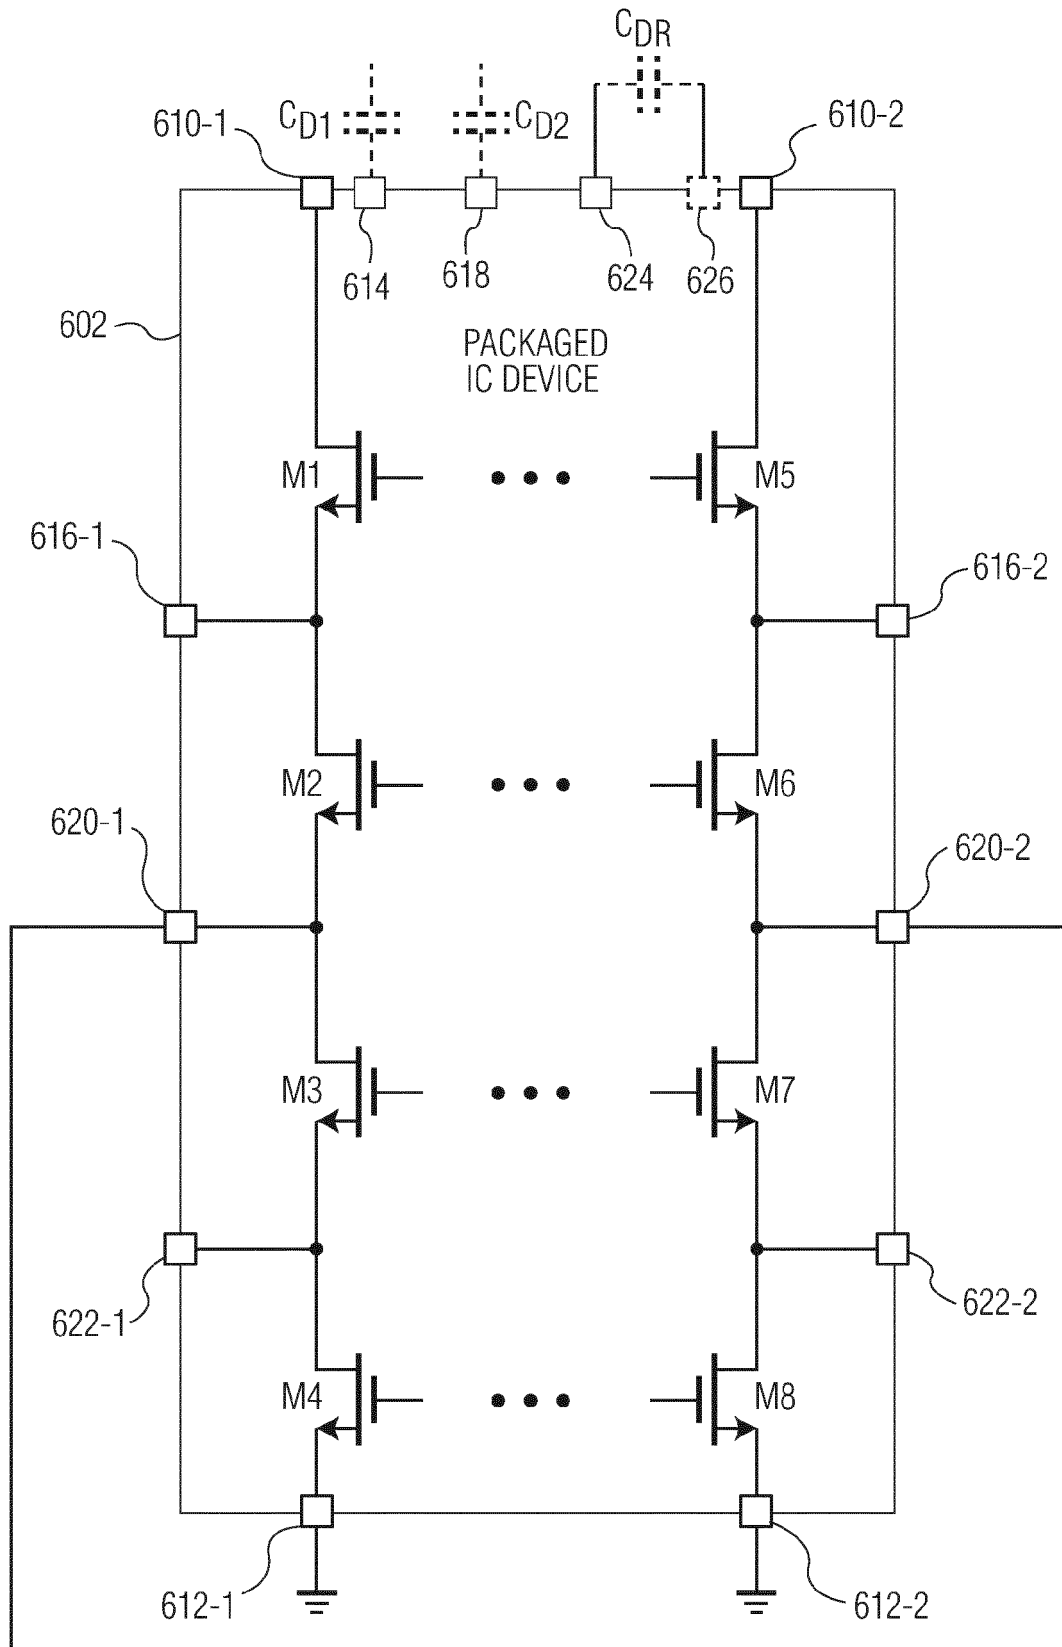 C_DR
610-1
C_D1
C_D2
610-2
614
618
624
626
602
PACKAGED
IC DEVICE
M1
M5
616-1
616-2
M2
M6
620-1
620-2
M3
M7
622-1
622-2
M4
M8
612-1
612-2